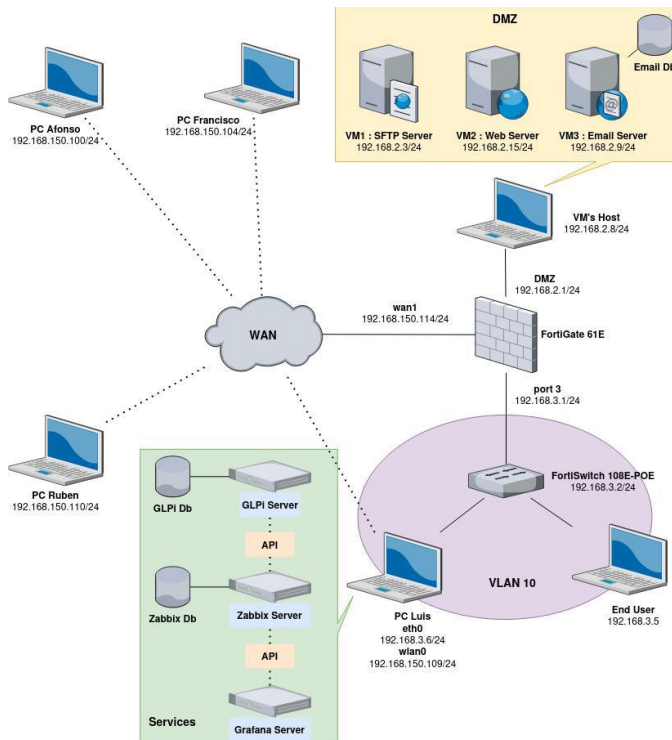 DMZ
Email Db
VM1 : SFTP Server
192.168.2.3/24
VM2 : Web Server
192.168.2.15/24
VM3 : Email Server
192.168.2.9/24
PC Afonso
192.168.150.100/24
PC Francisco
192.168.150.104/24
VM's Host
192.168.2.8/24
DMZ
192.168.2.1/24
wan1
192.168.150.114/24
WAN
FortiGate 61E
port 3
192.168.3.1/24
PC Ruben
192.168.150.110/24
FortiSwitch 108E-POE
192.168.3.2/24
VLAN 10
PC Luis
eth0
192.168.3.6/24
wlan0
192.168.150.109/24
End User
192.168.3.5
GLPi Db
GLPi Server
API
Zabbix Db
Zabbix Server
API
Services
Grafana Server